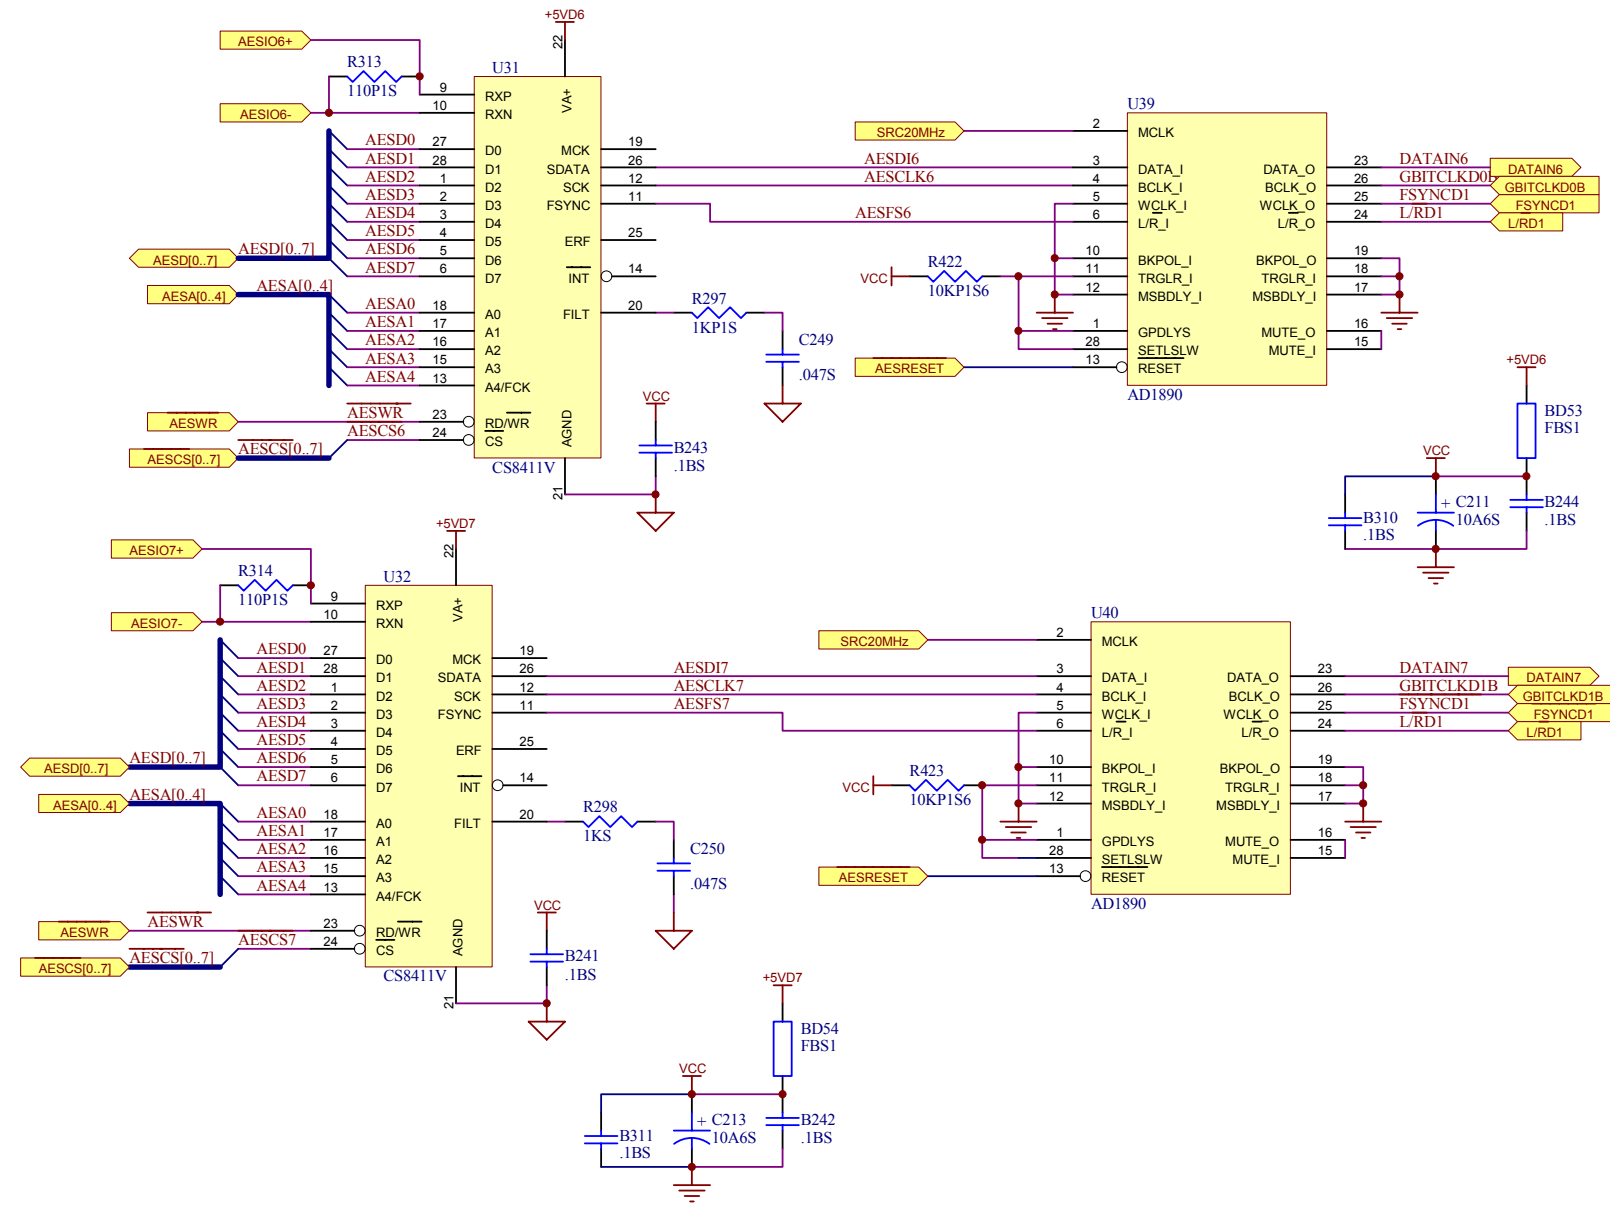 +5VD6
AESIO6+
R313
110P1S
AESIO6-
U31
22
VA+
9 RXP
10 RXN
AESD0 27 D0
AESD1 28 D1
AESD2 1 D2
AESD3 2 D3
AESD4 3 D4
AESD5 4 D5
AESD6 5 D6
AESD7 6 D7
AESD[0..7] AESD[0..7]
AESA[0..4] AESA[0..4]
AESA0 18 A0
AESA1 17 A1
AESA2 16 A2
AESA3 15 A3
AESA4 13 A4/FCK
AESWR AESWR 23 RD/WR
AESCS6 24 CS
AESCS[0..7] AESCS[0..7]
MCK 19
SDATA 26
SCK 12
FSYNC 11
ERF 25
INT 14
FILT 20
AGND
21
CS8411V
R297
1KP1S
C249
.047S
VCC
B243
.1BS
AESDI6
AESCLK6
AESFS6
SRC20MHz
VCC
R422
10KP1S6
AESRESET
U39
2 MCLK
3 DATA_I
4 BCLK_I
5 WCLK_I
6 L/R_I
10 BKPOL_I
11 TRGLR_I
12 MSBDLY_I
1 GPDLYS
28 SETLSLW
13 RESET
DATA_O 23 DATAIN6 DATAIN6
BCLK_O 26 GBITCLKD0B GBITCLKD0B
WCLK_O 25 FSYNCD1 FSYNCD1
L/R_O 24 L/RD1 L/RD1
BKPOL_O 19
TRGLR_I 18
MSBDLY_I 17
MUTE_O 16
MUTE_I 15
AD1890
+5VD6
BD53
FBS1
VCC
B310
.1BS
+ C211
10A6S
B244
.1BS
+5VD7
AESIO7+
R314
110P1S
AESIO7-
U32
22
VA+
9 RXP
10 RXN
AESD0 27 D0
AESD1 28 D1
AESD2 1 D2
AESD3 2 D3
AESD4 3 D4
AESD5 4 D5
AESD6 5 D6
AESD7 6 D7
AESD[0..7] AESD[0..7]
AESA[0..4] AESA[0..4]
AESA0 18 A0
AESA1 17 A1
AESA2 16 A2
AESA3 15 A3
AESA4 13 A4/FCK
AESWR AESWR 23 RD/WR
AESCS7 24 CS
AESCS[0..7] AESCS[0..7]
MCK 19
SDATA 26
SCK 12
FSYNC 11
ERF 25
INT 14
FILT 20
AGND
21
CS8411V
R298
1KS
C250
.047S
VCC
B241
.1BS
AESDI7
AESCLK7
AESFS7
SRC20MHz
VCC
R423
10KP1S6
AESRESET
U40
2 MCLK
3 DATA_I
4 BCLK_I
5 WCLK_I
6 L/R_I
10 BKPOL_I
11 TRGLR_I
12 MSBDLY_I
1 GPDLYS
28 SETLSLW
13 RESET
DATA_O 23 DATAIN7 DATAIN7
BCLK_O 26 GBITCLKD1B GBITCLKD1B
WCLK_O 25 FSYNCD1 FSYNCD1
L/R_O 24 L/RD1 L/RD1
BKPOL_O 19
TRGLR_I 18
MSBDLY_I 17
MUTE_O 16
MUTE_I 15
AD1890
+5VD7
BD54
FBS1
VCC
B311
.1BS
+ C213
10A6S
B242
.1BS